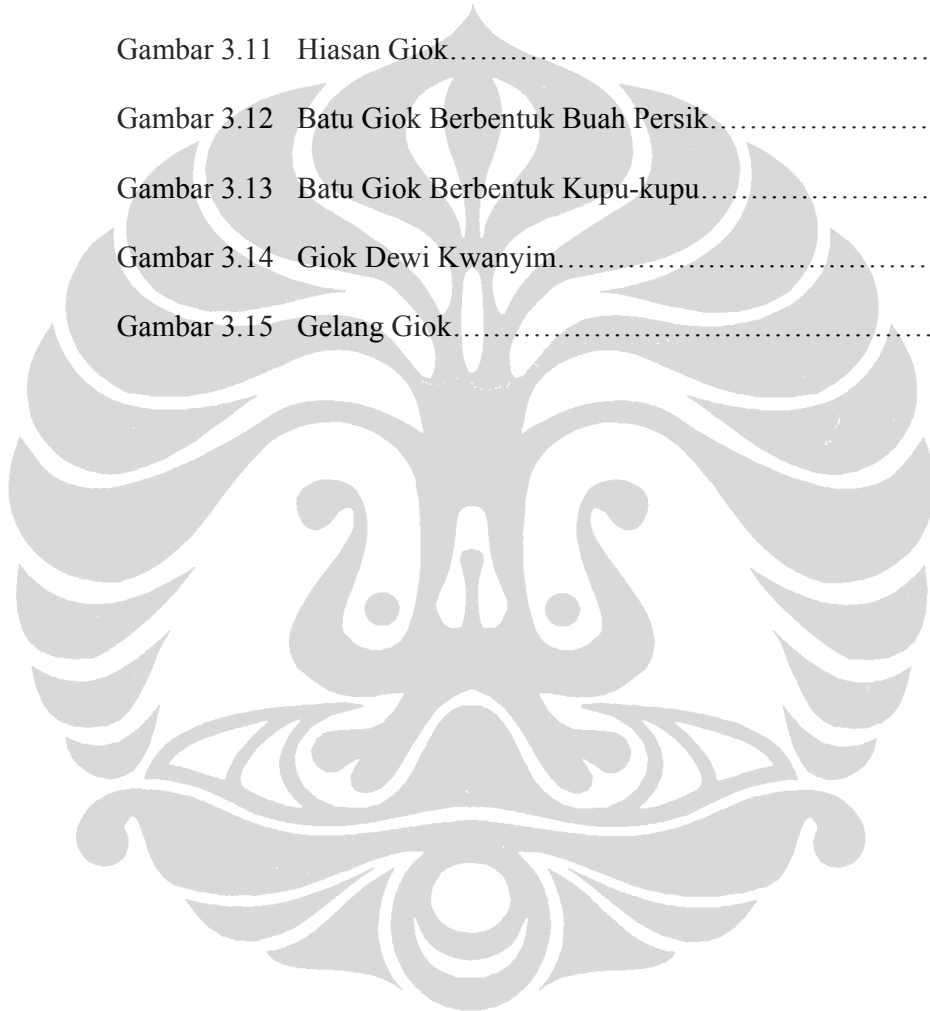 Gambar 3.11 Hiasan Giok……………………………………………
Gambar 3.12 Batu Giok Berbentuk Buah Persik…………………
Gambar 3.13 Batu Giok Berbentuk Kupu-kupu…………………
Gambar 3.14 Giok Dewi Kwanyim…………………………………
Gambar 3.15 Gelang Giok……………………………………………